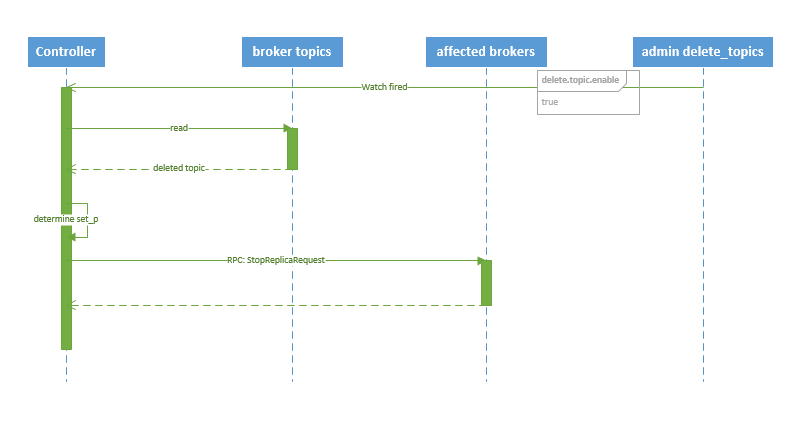 Controller
broker topics
affected brokers
admin delete_topics
delete.topic.enable
Watch fired
true
read
deleted topic
determine set_p
RPC: StopReplicaRequest